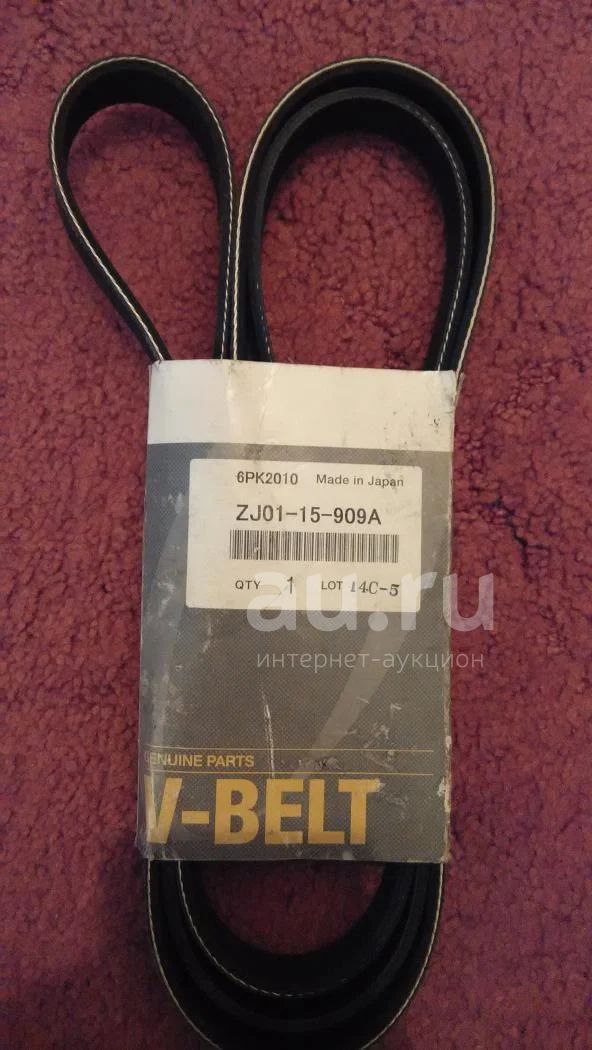 6PK2010 Made in Japan
ZJ01-15-909A
QTY 1 LOT 14C-5
au.ru
интернет-аукцион
GENUINE PARTS
V-BELT